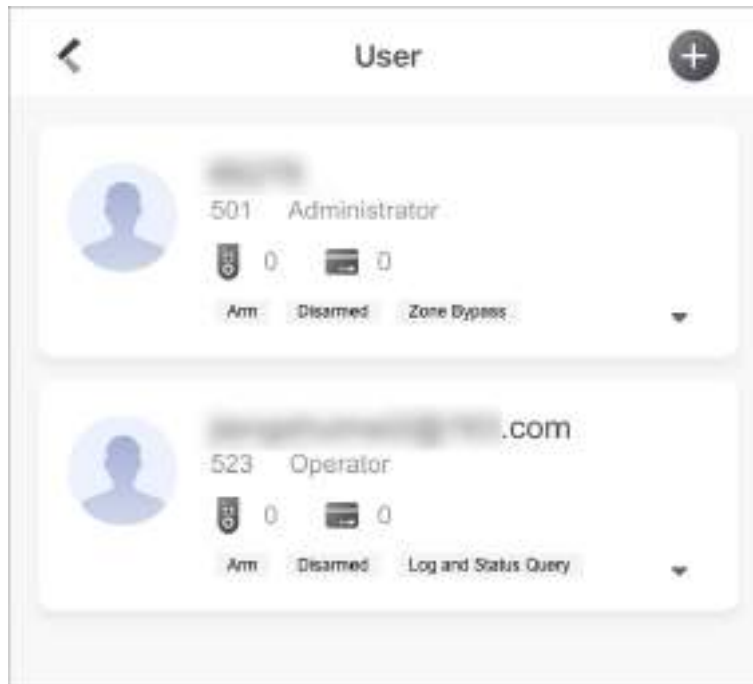 User
501 Administrator
0 0
Arm Disarmed Zone Bypass
.com
523 Operator
0 0
Arm Disarmed Log and Status Query